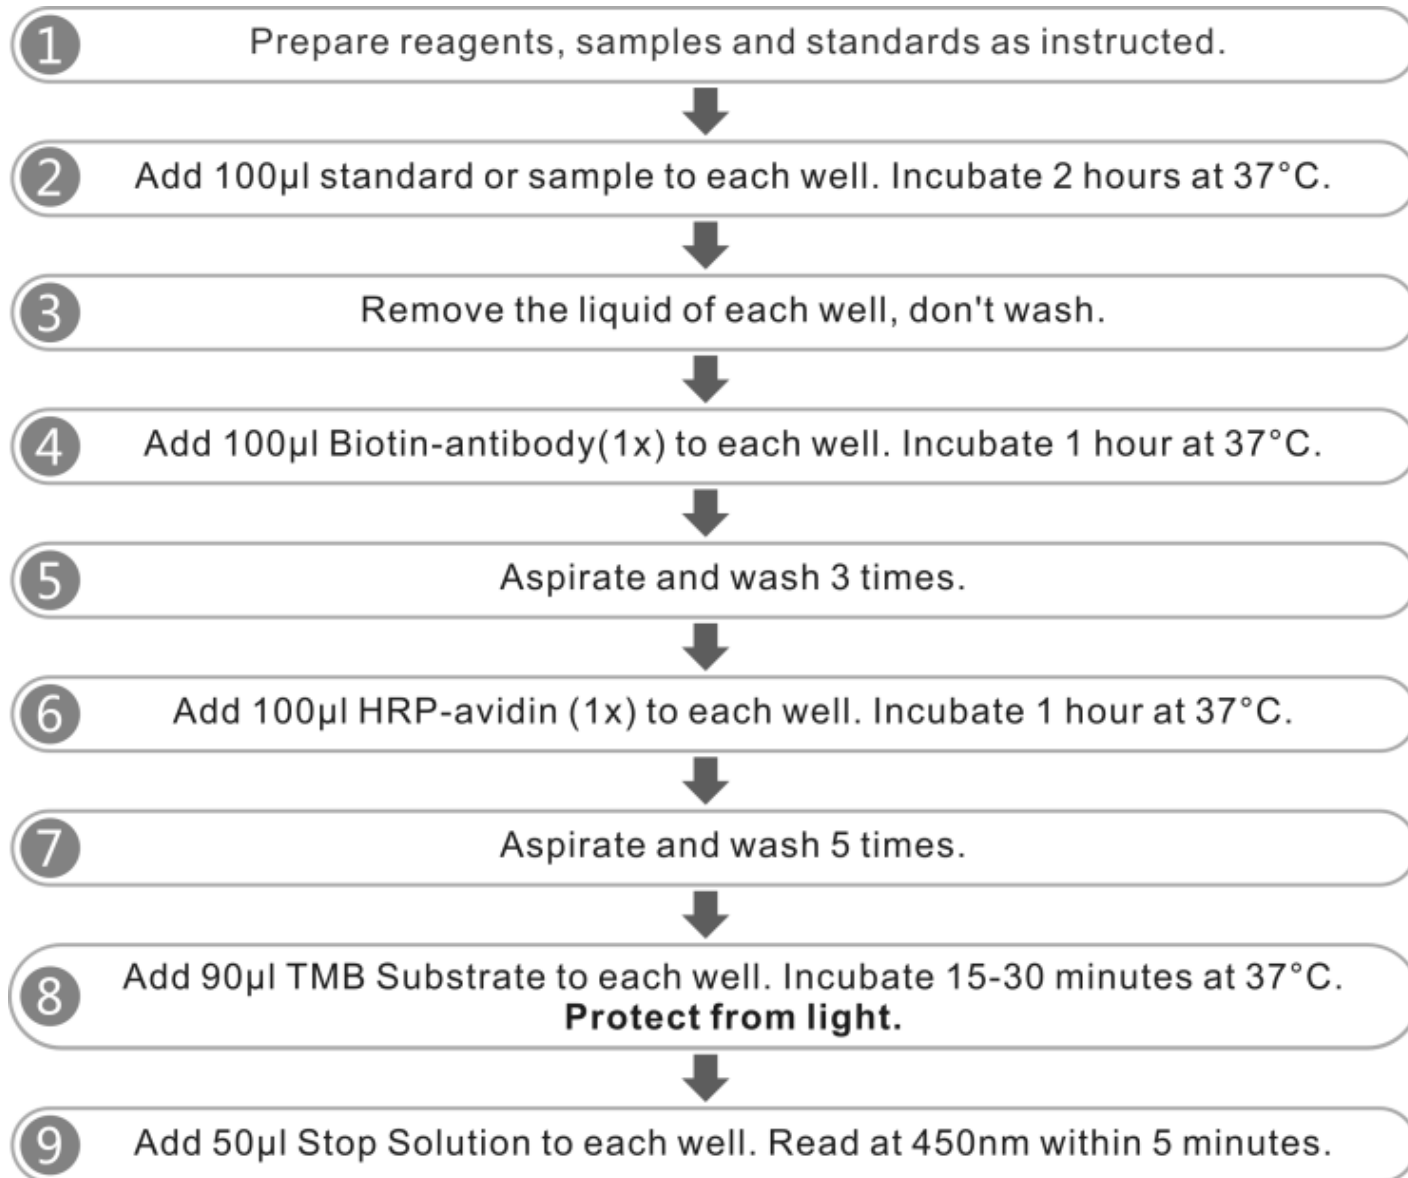 1 Prepare reagents, samples and standards as instructed.
2 Add 100µl standard or sample to each well. Incubate 2 hours at 37°C.
3 Remove the liquid of each well, don't wash.
4 Add 100µl Biotin-antibody(1x) to each well. Incubate 1 hour at 37°C.
5 Aspirate and wash 3 times.
6 Add 100µl HRP-avidin (1x) to each well. Incubate 1 hour at 37°C.
7 Aspirate and wash 5 times.
8 Add 90µl TMB Substrate to each well. Incubate 15-30 minutes at 37°C.
Protect from light.
9 Add 50µl Stop Solution to each well. Read at 450nm within 5 minutes.